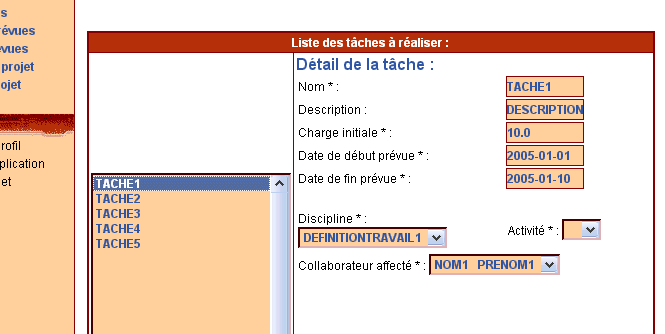 s
révues
évues
projet
ojet
rofil
plication
et
Liste des tâches à réaliser :
Détail de la tâche :
Nom * : TACHE1
Description : DESCRIPTION
Charge initiale * : 10.0
Date de début prévue * : 2005-01-01
Date de fin prévue * : 2005-01-10
TACHE1
TACHE2
TACHE3
TACHE4
TACHE5
Discipline * :
DEFINITIONTRAVAIL1
Activité * :
Collaborateur affecté * : NOM1 PRENOM1